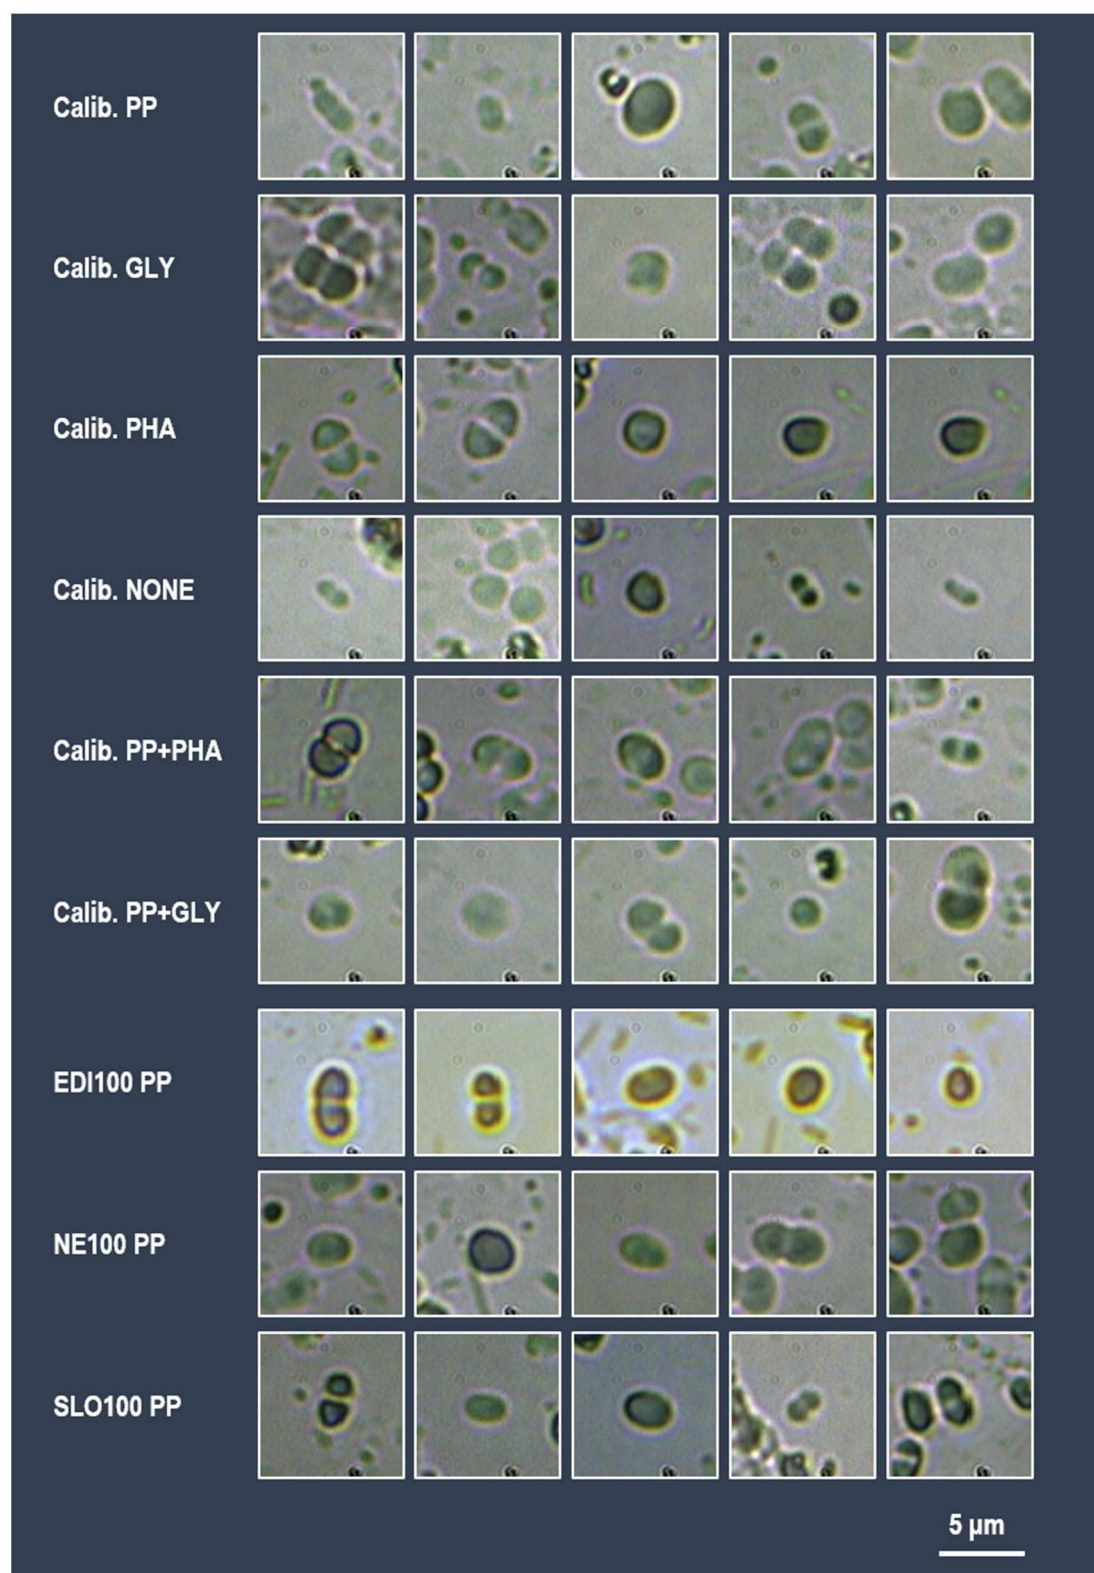 Calib. PP
Calib. GLY
Calib. PHA
Calib. NONE
Calib. PP+PHA
Calib. PP+GLY
EDI100 PP
NE100 PP
SLO100 PP
5 µm